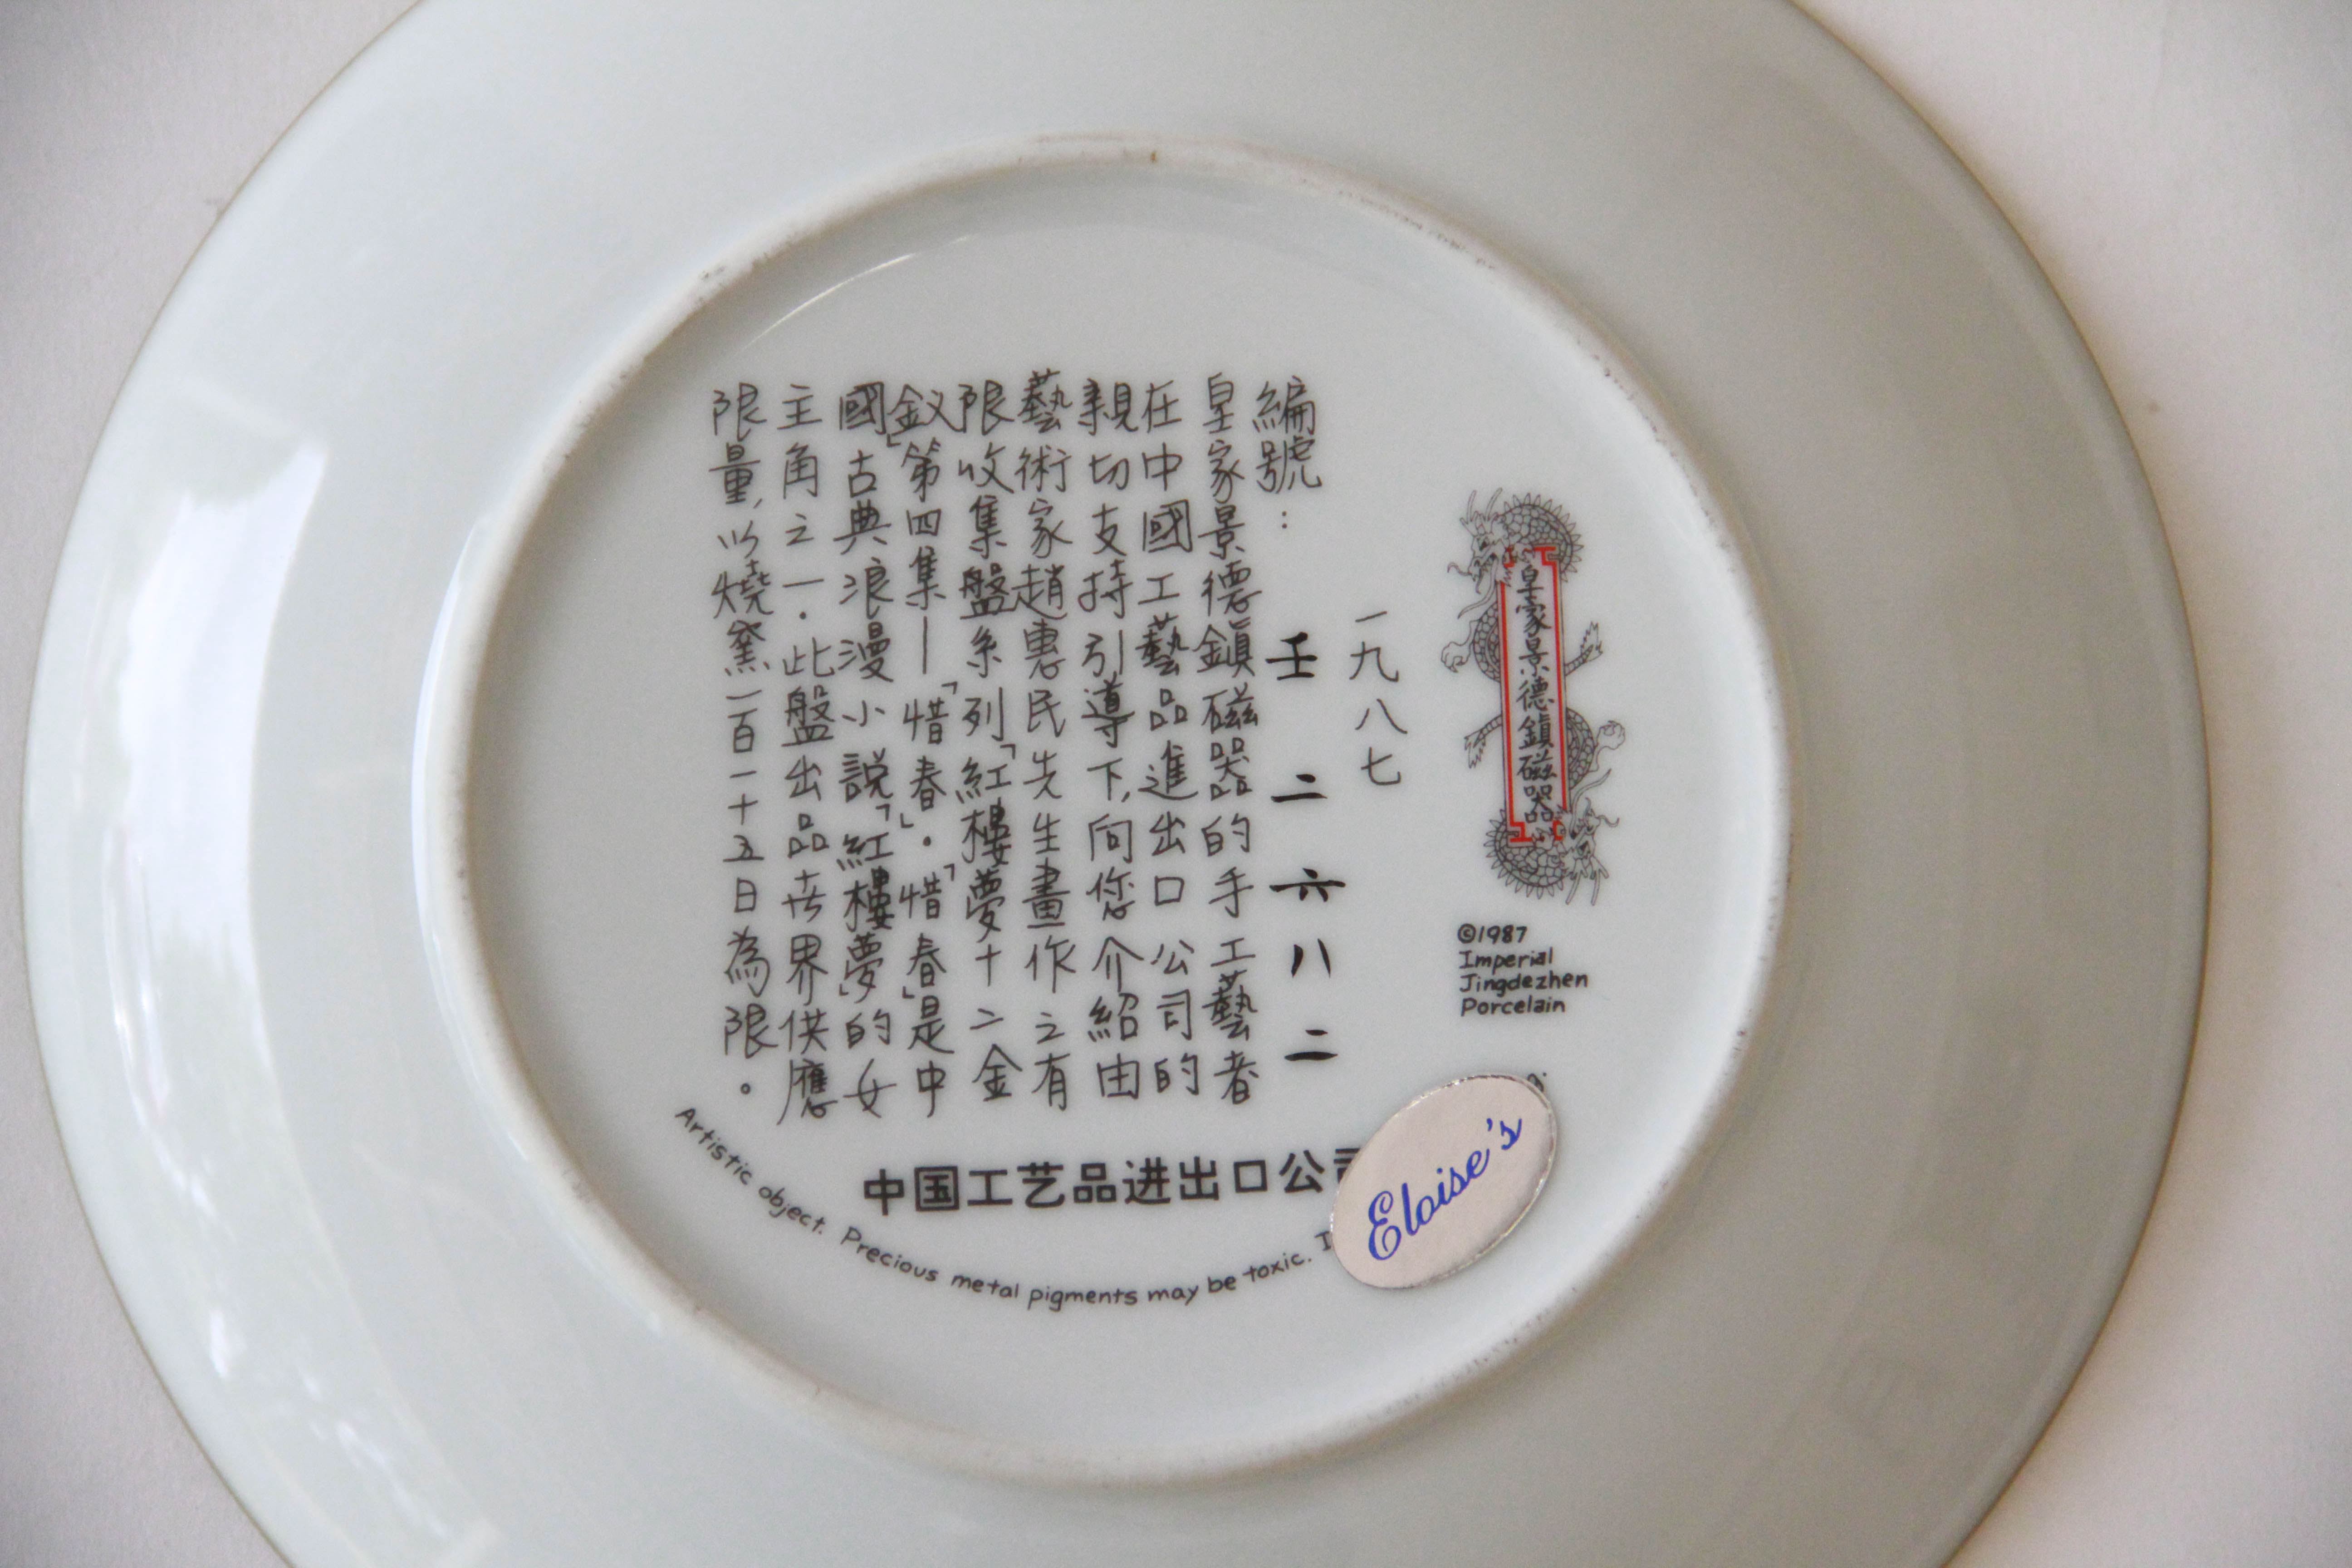 皇家景德鎮磁器
©1987
Imperial
Jingdezhen
Porcelain
一九八七
編號：壬二六八二
皇家景德鎮磁器的手工藝者
在中國工藝品進出口公司的
親切支持引導下，向您介紹由
藝術家趙惠民先生畫作之有
限收集盤系列「紅樓夢十二金
釵」第四集—「惜春」．「惜春」是中
國古典浪漫小說「紅樓夢」的女
主角之一．此盤出品世界供應
限量，以燒窯一百一十五日為限。
中国工艺品进出口公司
Artistic object. Precious metal pigments may be toxic.
Eloise's